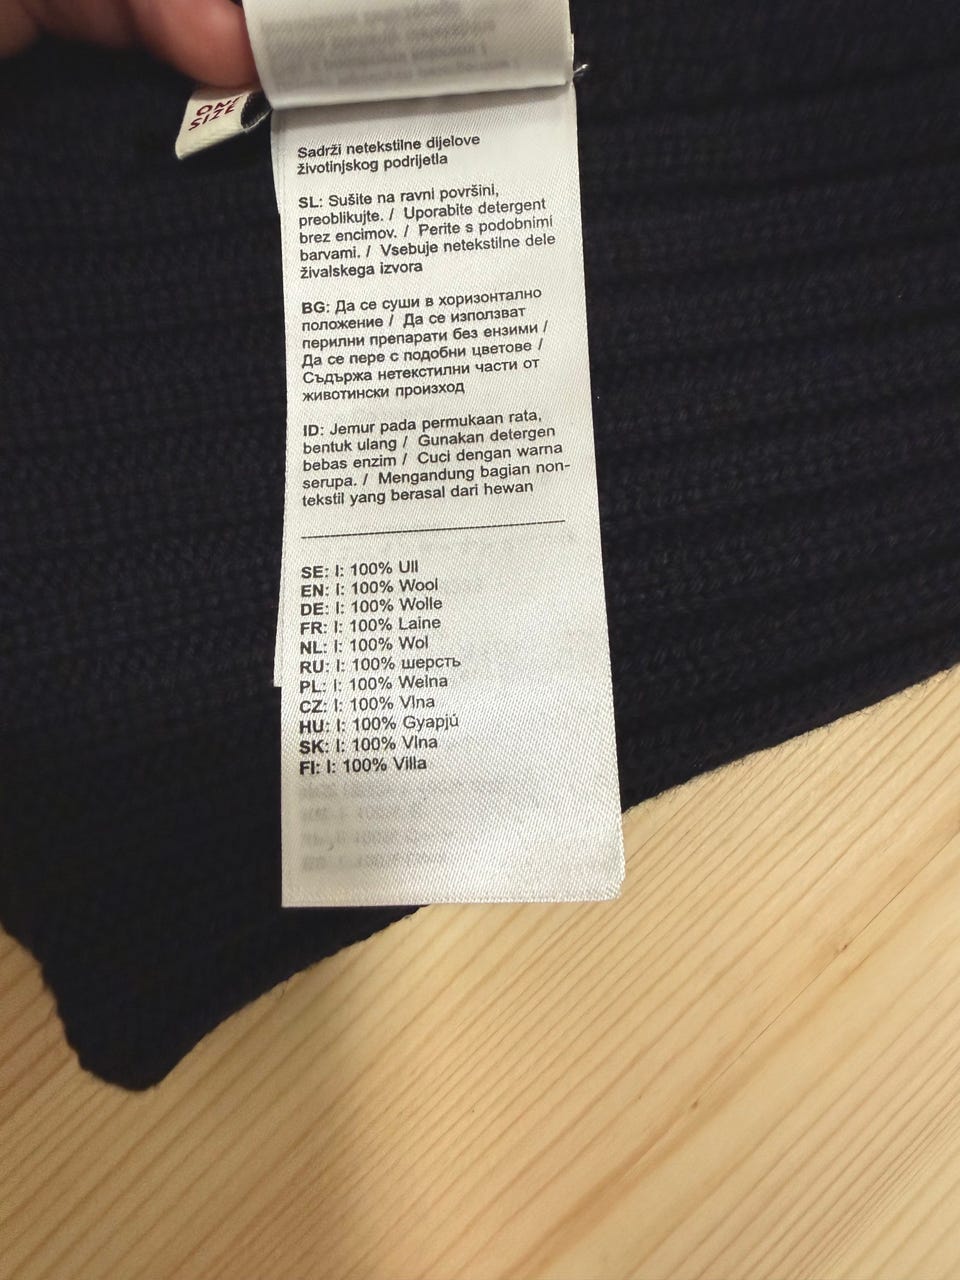 ONE
SIZE
Sadrži netekstilne dijelove
životinjskog podrijetla
SL: Sušite na ravni površini,
preoblikujte. / Uporabite detergent
brez encimov. / Perite s podobnimi
barvami. / Vsebuje netekstilne dele
živalskega izvora
BG: Да се суши в хоризонтално
положение / Да се използват
перилни препарати без ензими /
Да се пере с подобни цветове /
Съдържа нетекстилни части от
животински произход
ID: Jemur pada permukaan rata,
bentuk ulang / Gunakan detergen
bebas enzim / Cuci dengan warna
serupa. / Mengandung bagian non-
tekstil yang berasal dari hewan
SE: I: 100% Ull
EN: I: 100% Wool
DE: I: 100% Wolle
FR: I: 100% Laine
NL: I: 100% Wol
RU: I: 100% шерсть
PL: I: 100% Wełna
CZ: I: 100% Vlna
HU: I: 100% Gyapjú
SK: I: 100% Vlna
FI: I: 100% Villa